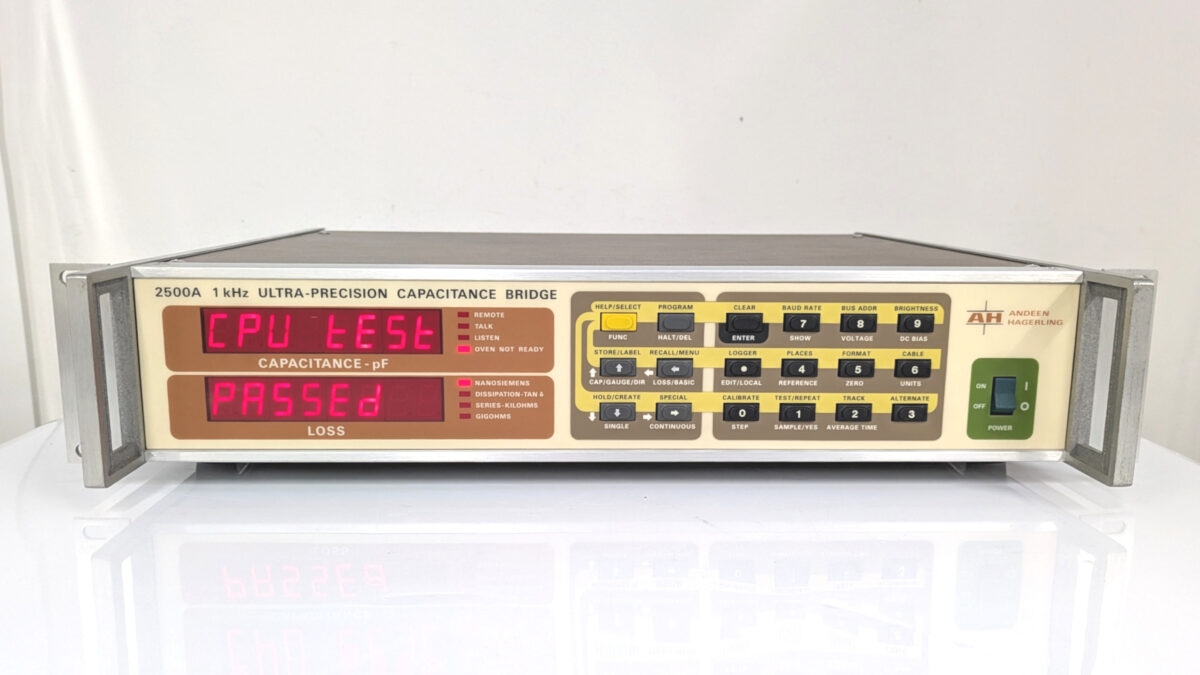 2500A 1 kHz ULTRA-PRECISION CAPACITANCE BRIDGE
CPU tESt
CAPACITANCE - pF
REMOTE
TALK
LISTEN
OVEN NOT READY
PASSEd
LOSS
NANOSIEMENS
DISSIPATION-TAN δ
SERIES-KILOHMS
GIGOHMS
HELP/SELECT PROGRAM
FUNC HALT/DEL
STORE/LABEL RECALL/MENU
CAP/GAUGE/DIR LOSS/BASIC
HOLD/CREATE SPECIAL
SINGLE CONTINUOUS
CLEAR BAUD RATE BUS ADDR BRIGHTNESS
7 8 9
ENTER SHOW VOLTAGE DC BIAS
LOGGER PLACES FORMAT CABLE
4 5 6
EDIT/LOCAL REFERENCE ZERO UNITS
CALIBRATE TEST/REPEAT TRACK ALTERNATE
0 1 2 3
STEP SAMPLE/YES AVERAGE TIME
AH ANDEEN
HAGERLING
ON I
OFF O
POWER